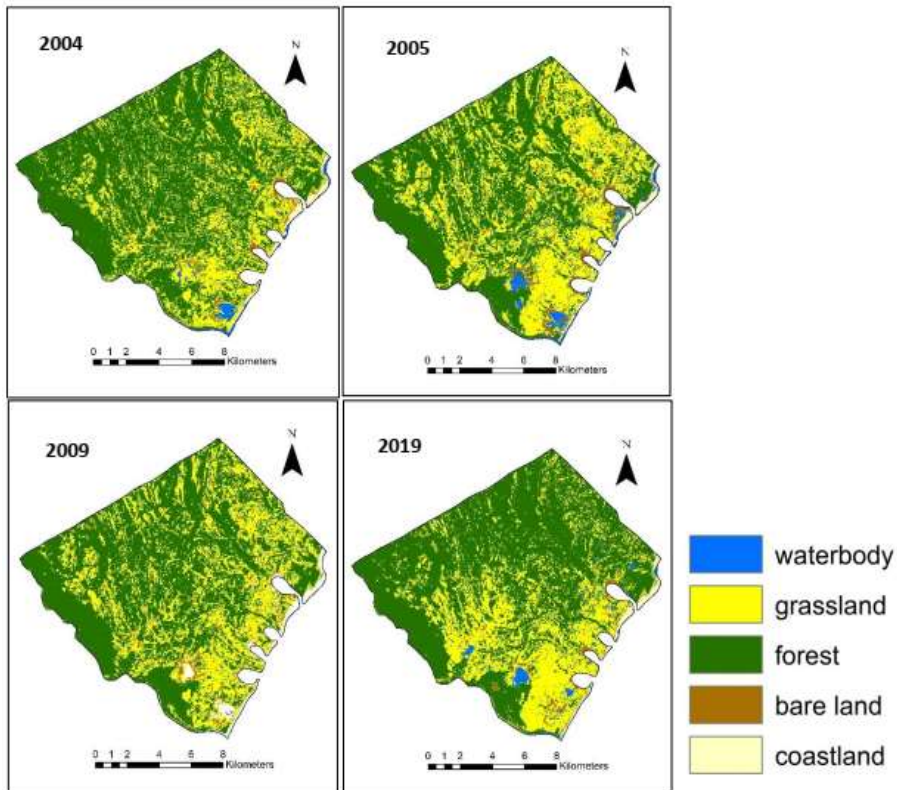 2004
N
0 1 2 4 6 8
Kilometers
2005
N
0 1 2 4 6 8
Kilometers
2009
N
0 1 2 4 6 8
Kilometers
2019
N
0 1 2 4 6 8
Kilometers
waterbody
grassland
forest
bare land
coastland